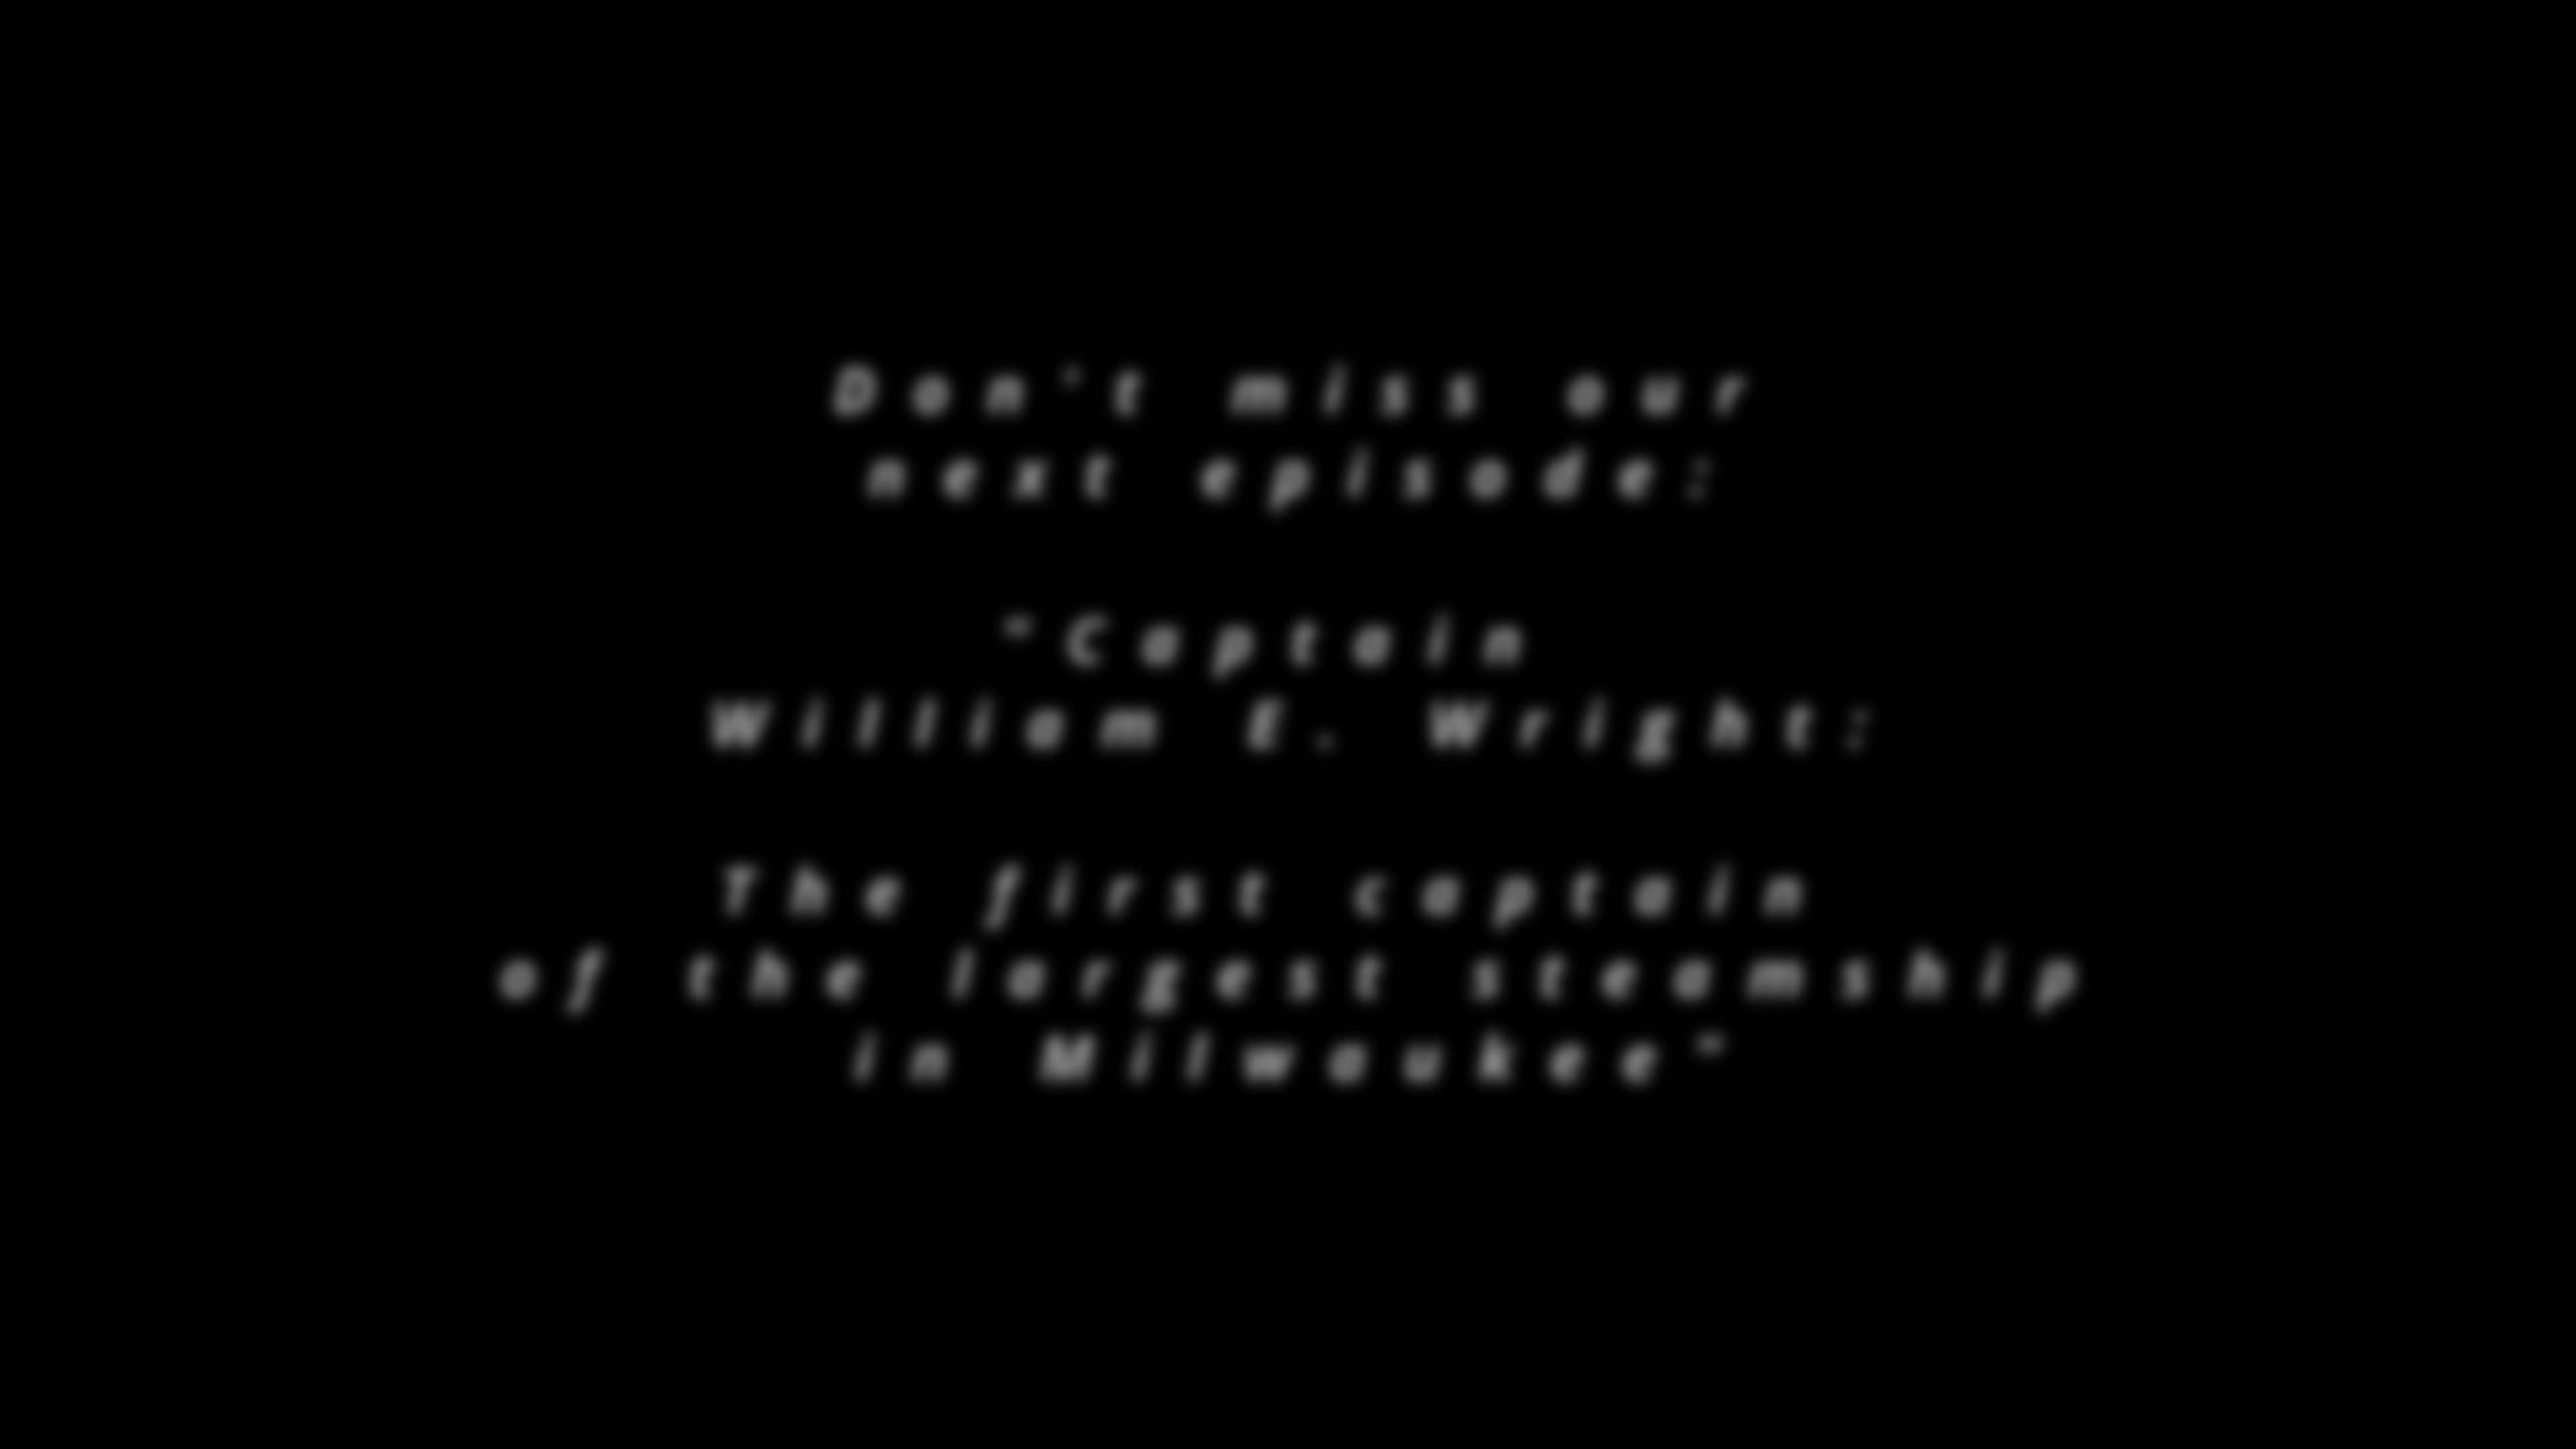 Don't miss our
next episode:
"Captain
William E. Wright:
The first captain
of the largest steamship
in Milwaukee"